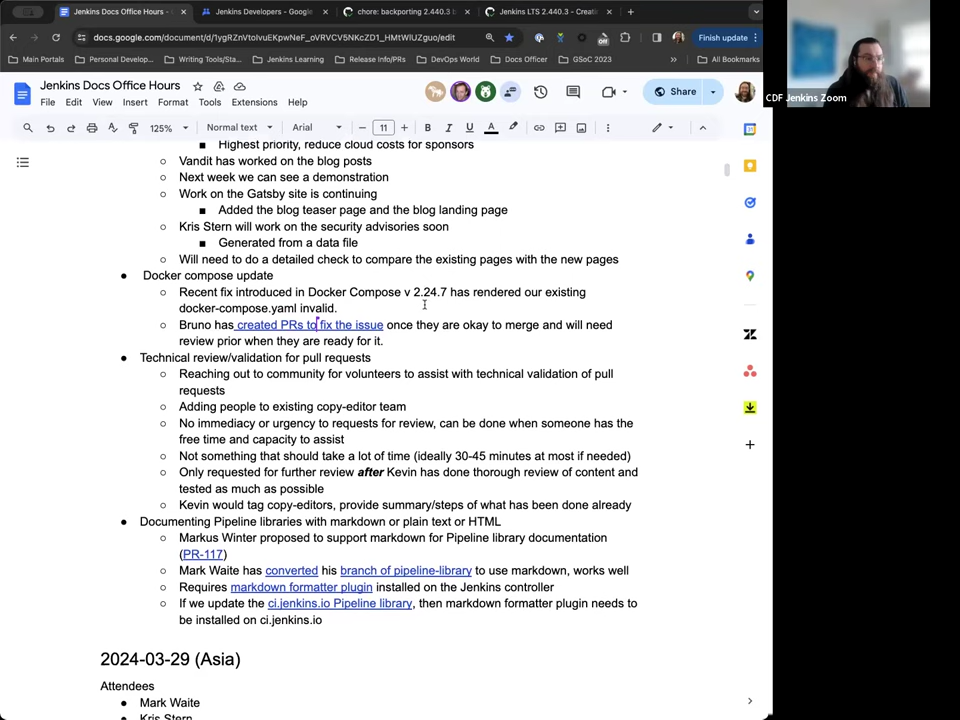 Jenkins Docs Office Hours -
Jenkins Developers - Google
chore: backporting 2.440.3 b
Jenkins LTS 2.440.3 - Creati
docs.google.com/document/d/1ygRZnVtoIvuEKpwNeF_oVRVCV5NKcZD1_HMtWlUZguo/edit
Finish update
Main Portals
Personal Develop...
Writing Tools/Sta...
Jenkins Learning
Release Info/PRs
DevOps World
Docs Officer
GSoC 2023
All Bookmarks
CDF Jenkins Zoom
Jenkins Docs Office Hours
File Edit View Insert Format Tools Extensions Help
Share
125% Normal text Arial 11 B I U A
Highest priority, reduce cloud costs for sponsors
Vandit has worked on the blog posts
Next week we can see a demonstration
Work on the Gatsby site is continuing
Added the blog teaser page and the blog landing page
Kris Stern will work on the security advisories soon
Generated from a data file
Will need to do a detailed check to compare the existing pages with the new pages
Docker compose update
Recent fix introduced in Docker Compose v 2.24.7 has rendered our existing
docker-compose.yaml invalid.
Bruno has created PRs to fix the issue once they are okay to merge and will need
review prior when they are ready for it.
Technical review/validation for pull requests
Reaching out to community for volunteers to assist with technical validation of pull
requests
Adding people to existing copy-editor team
No immediacy or urgency to requests for review, can be done when someone has the
free time and capacity to assist
Not something that should take a lot of time (ideally 30-45 minutes at most if needed)
Only requested for further review after Kevin has done thorough review of content and
tested as much as possible
Kevin would tag copy-editors, provide summary/steps of what has been done already
Documenting Pipeline libraries with markdown or plain text or HTML
Markus Winter proposed to support markdown for Pipeline library documentation
(PR-117)
Mark Waite has converted his branch of pipeline-library to use markdown, works well
Requires markdown formatter plugin installed on the Jenkins controller
If we update the ci.jenkins.io Pipeline library, then markdown formatter plugin needs to
be installed on ci.jenkins.io
2024-03-29 (Asia)
Attendees
Mark Waite
Kris Stern